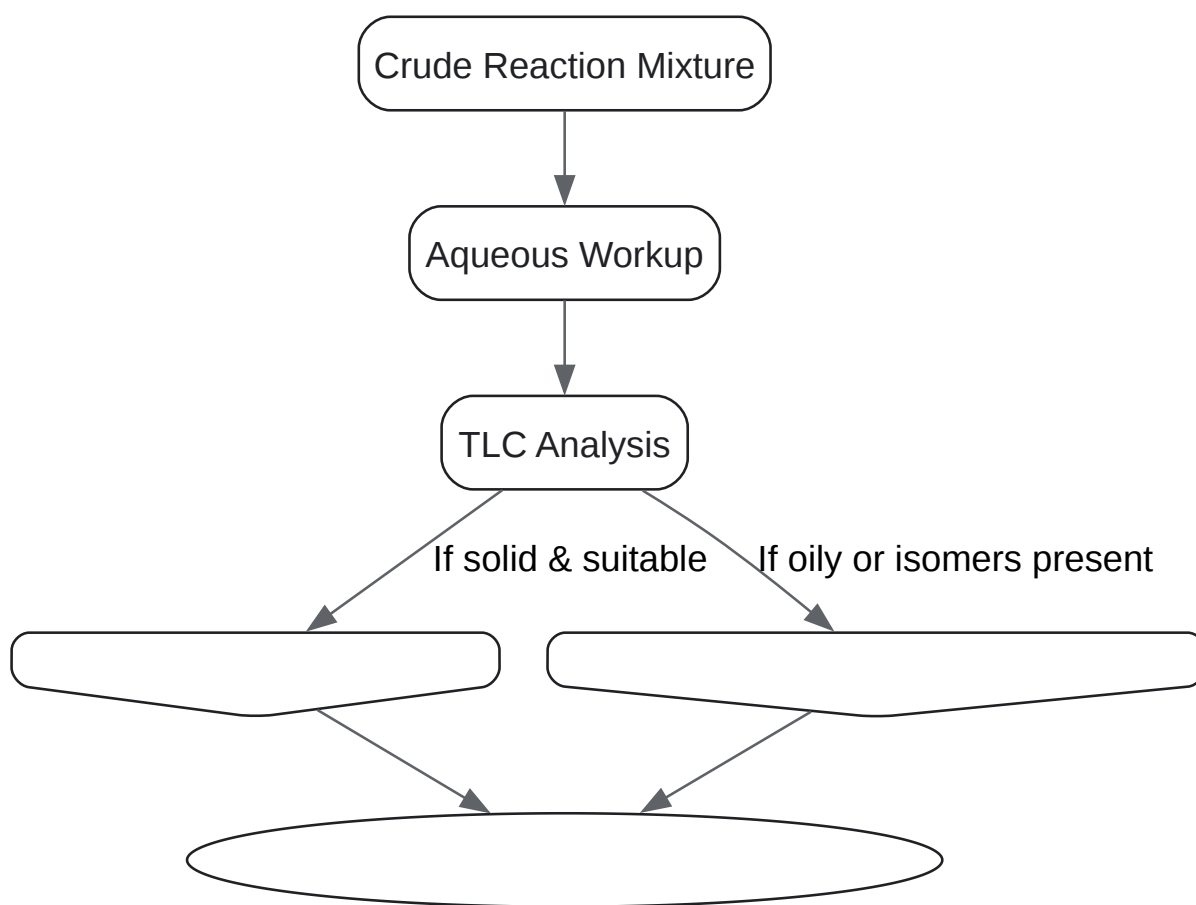 Crude Reaction Mixture
Aqueous Workup
TLC Analysis
If solid & suitable
If oily or isomers present